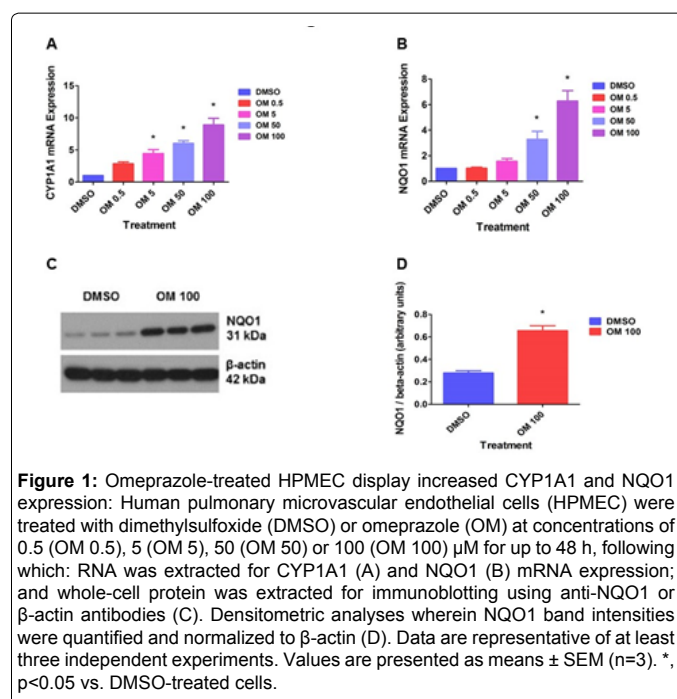 A
CYP1A1 mRNA Expression
15
10
5
0
*
*
*
DMSO
OM 0.5
OM 5
OM 50
OM 100
Treatment
DMSO
OM 0.5
OM 5
OM 50
OM 100
B
NQO1 mRNA Expression
8
6
4
2
0
*
*
DMSO
OM 0.5
OM 5
OM 50
OM 100
Treatment
DMSO
OM 0.5
OM 5
OM 50
OM 100
C
DMSO OM 100
NQO1
31 kDa
β-actin
42 kDa
D
NQO1 / beta-actin (arbitrary units)
0.8
0.6
0.4
0.2
0.0
*
DMSO
OM 100
Treatment
DMSO
OM 100
Figure 1: Omeprazole-treated HPMEC display increased CYP1A1 and NQO1
expression: Human pulmonary microvascular endothelial cells (HPMEC) were
treated with dimethylsulfoxide (DMSO) or omeprazole (OM) at concentrations of
0.5 (OM 0.5), 5 (OM 5), 50 (OM 50) or 100 (OM 100) μM for up to 48 h, following
which: RNA was extracted for CYP1A1 (A) and NQO1 (B) mRNA expression;
and whole-cell protein was extracted for immunoblotting using anti-NQO1 or
β-actin antibodies (C). Densitometric analyses wherein NQO1 band intensities
were quantified and normalized to β-actin (D). Data are representative of at least
three independent experiments. Values are presented as means ± SEM (n=3). *,
p<0.05 vs. DMSO-treated cells.